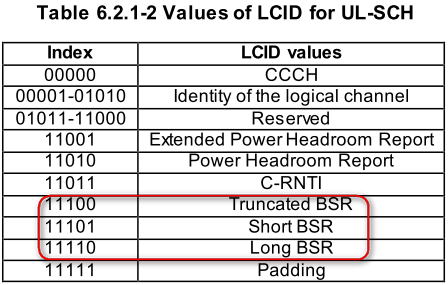 Table 6.2.1-2 Values of LCID for UL-SCH
Index LCID values
00000 CCCH
00001-01010 Identity of the logical channel
01011-11000 Reserved
11001 Extended Power Headroom Report
11010 Power Headroom Report
11011 C-RNTI
11100 Truncated BSR
11101 Short BSR
11110 Long BSR
11111 Padding